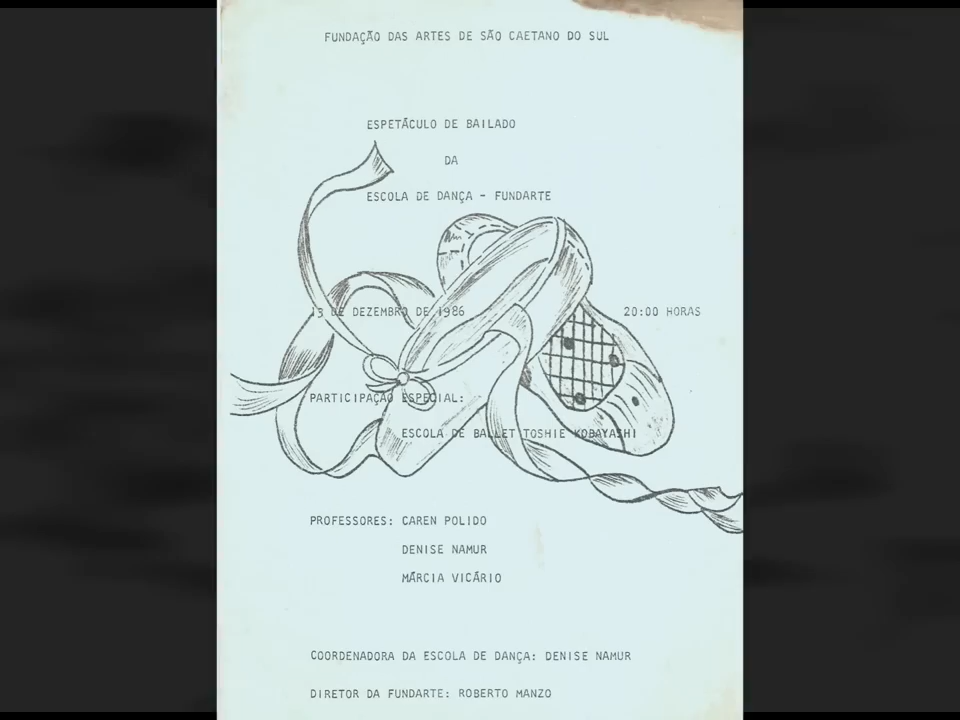 FUNDAÇÃO DAS ARTES DE SÃO CAETANO DO SUL
ESPETÁCULO DE BAILADO
DA
ESCOLA DE DANÇA - FUNDARTE
13 DE DEZEMBRO DE 1986 20:00 HORAS
PARTICIPAÇÃO ESPECIAL:
ESCOLA DE BALLET TOSHIE KOBAYASHI
PROFESSORES: CAREN POLIDO
DENISE NAMUR
MÁRCIA VICÁRIO
COORDENADORA DA ESCOLA DE DANÇA: DENISE NAMUR
DIRETOR DA FUNDARTE: ROBERTO MANZO